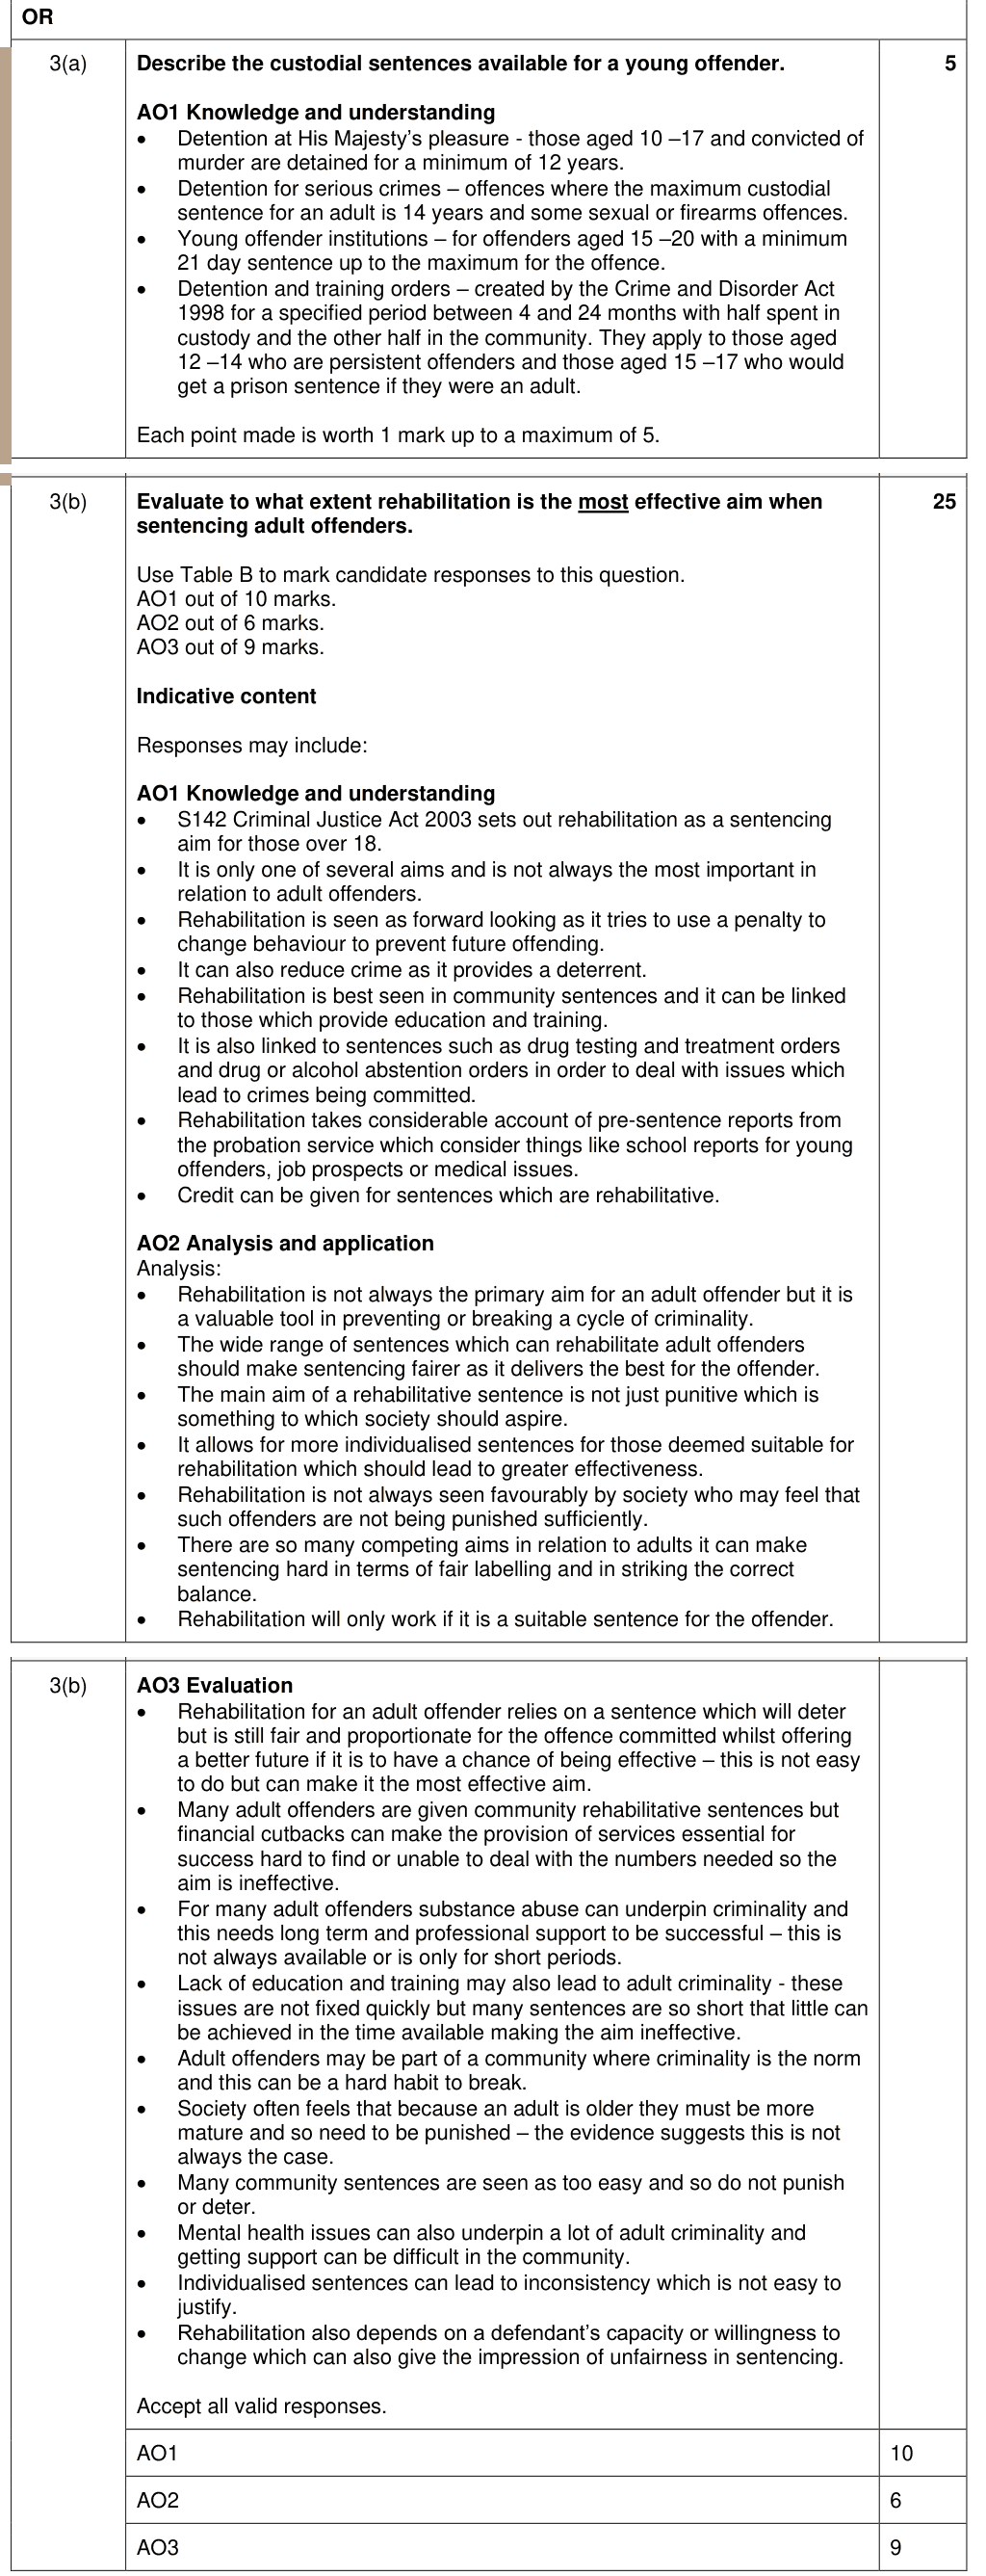 OR
3(a)
Describe the custodial sentences available for a young offender.
5
AO1 Knowledge and understanding
• Detention at His Majesty’s pleasure - those aged 10 –17 and convicted of
murder are detained for a minimum of 12 years.
• Detention for serious crimes – offences where the maximum custodial
sentence for an adult is 14 years and some sexual or firearms offences.
• Young offender institutions – for offenders aged 15 –20 with a minimum
21 day sentence up to the maximum for the offence.
• Detention and training orders – created by the Crime and Disorder Act
1998 for a specified period between 4 and 24 months with half spent in
custody and the other half in the community. They apply to those aged
12 –14 who are persistent offenders and those aged 15 –17 who would
get a prison sentence if they were an adult.
Each point made is worth 1 mark up to a maximum of 5.
3(b)
Evaluate to what extent rehabilitation is the most effective aim when
sentencing adult offenders.
25
Use Table B to mark candidate responses to this question.
AO1 out of 10 marks.
AO2 out of 6 marks.
AO3 out of 9 marks.
Indicative content
Responses may include:
AO1 Knowledge and understanding
• S142 Criminal Justice Act 2003 sets out rehabilitation as a sentencing
aim for those over 18.
• It is only one of several aims and is not always the most important in
relation to adult offenders.
• Rehabilitation is seen as forward looking as it tries to use a penalty to
change behaviour to prevent future offending.
• It can also reduce crime as it provides a deterrent.
• Rehabilitation is best seen in community sentences and it can be linked
to those which provide education and training.
• It is also linked to sentences such as drug testing and treatment orders
and drug or alcohol abstention orders in order to deal with issues which
lead to crimes being committed.
• Rehabilitation takes considerable account of pre-sentence reports from
the probation service which consider things like school reports for young
offenders, job prospects or medical issues.
• Credit can be given for sentences which are rehabilitative.
AO2 Analysis and application
Analysis:
• Rehabilitation is not always the primary aim for an adult offender but it is
a valuable tool in preventing or breaking a cycle of criminality.
• The wide range of sentences which can rehabilitate adult offenders
should make sentencing fairer as it delivers the best for the offender.
• The main aim of a rehabilitative sentence is not just punitive which is
something to which society should aspire.
• It allows for more individualised sentences for those deemed suitable for
rehabilitation which should lead to greater effectiveness.
• Rehabilitation is not always seen favourably by society who may feel that
such offenders are not being punished sufficiently.
• There are so many competing aims in relation to adults it can make
sentencing hard in terms of fair labelling and in striking the correct
balance.
• Rehabilitation will only work if it is a suitable sentence for the offender.
3(b)
AO3 Evaluation
• Rehabilitation for an adult offender relies on a sentence which will deter
but is still fair and proportionate for the offence committed whilst offering
a better future if it is to have a chance of being effective – this is not easy
to do but can make it the most effective aim.
• Many adult offenders are given community rehabilitative sentences but
financial cutbacks can make the provision of services essential for
success hard to find or unable to deal with the numbers needed so the
aim is ineffective.
• For many adult offenders substance abuse can underpin criminality and
this needs long term and professional support to be successful – this is
not always available or is only for short periods.
• Lack of education and training may also lead to adult criminality - these
issues are not fixed quickly but many sentences are so short that little can
be achieved in the time available making the aim ineffective.
• Adult offenders may be part of a community where criminality is the norm
and this can be a hard habit to break.
• Society often feels that because an adult is older they must be more
mature and so need to be punished – the evidence suggests this is not
always the case.
• Many community sentences are seen as too easy and so do not punish
or deter.
• Mental health issues can also underpin a lot of adult criminality and
getting support can be difficult in the community.
• Individualised sentences can lead to inconsistency which is not easy to
justify.
• Rehabilitation also depends on a defendant’s capacity or willingness to
change which can also give the impression of unfairness in sentencing.
Accept all valid responses.
AO1 10
AO2 6
AO3 9